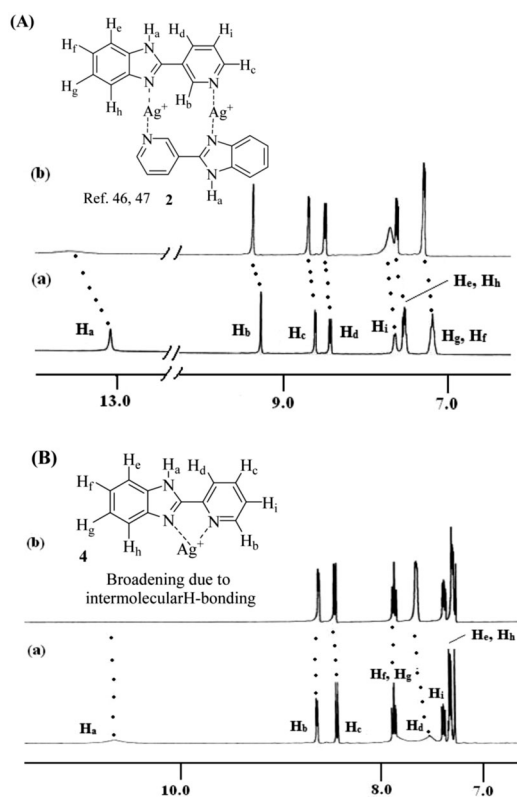 (A)
H Ha
N
N
Hd Hi
Hc
N
Hb
He
Hf
Hg
Hh
Ag+ Ag+
N N
N
H
a
Ref. 46, 47 2
(b)
(a)
Ha
Hb
Hc
Hd
Hi
He, Hh
Hg, Hf
13.0 9.0 7.0
(B)
He
Hf
Hg
Hh
H Ha
N
N
Hd Hc
Hi
N
Hb
Ag+
4
Broadening due to
intermolecularH-bonding
(b)
(a)
Ha
Hb
Hc
Hf, Hg
Hd
Hi
He, Hh
10.0 8.0 7.0